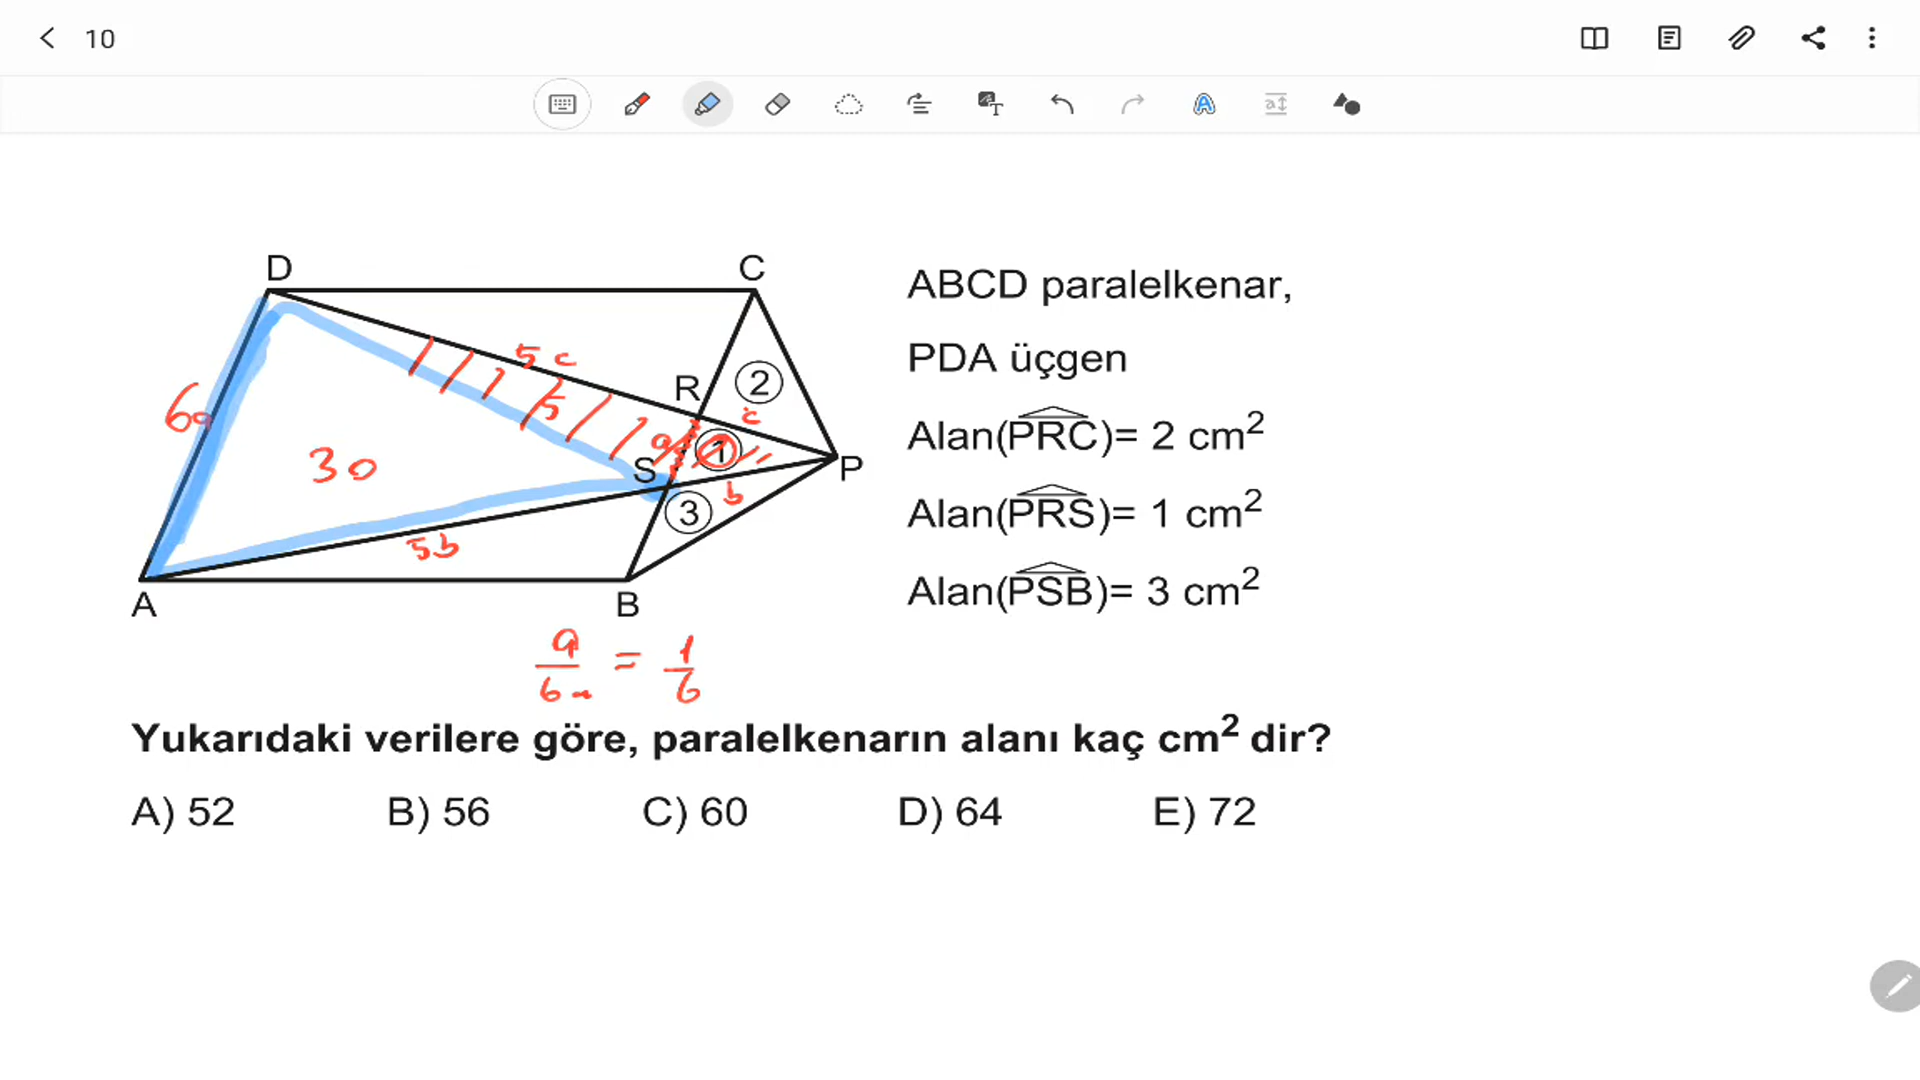 10
D
C
5c
R
2
6a
5
c
a
1
30
S
P
b
3
5b
A
B
ABCD paralelkenar,
PDA üçgen
Alan(PRC)= 2 cm²
Alan(PRS)= 1 cm²
Alan(PSB)= 3 cm²
a/6a = 1/6
Yukarıdaki verilere göre, paralelkenarın alanı kaç cm² dir?
A) 52 B) 56 C) 60 D) 64 E) 72